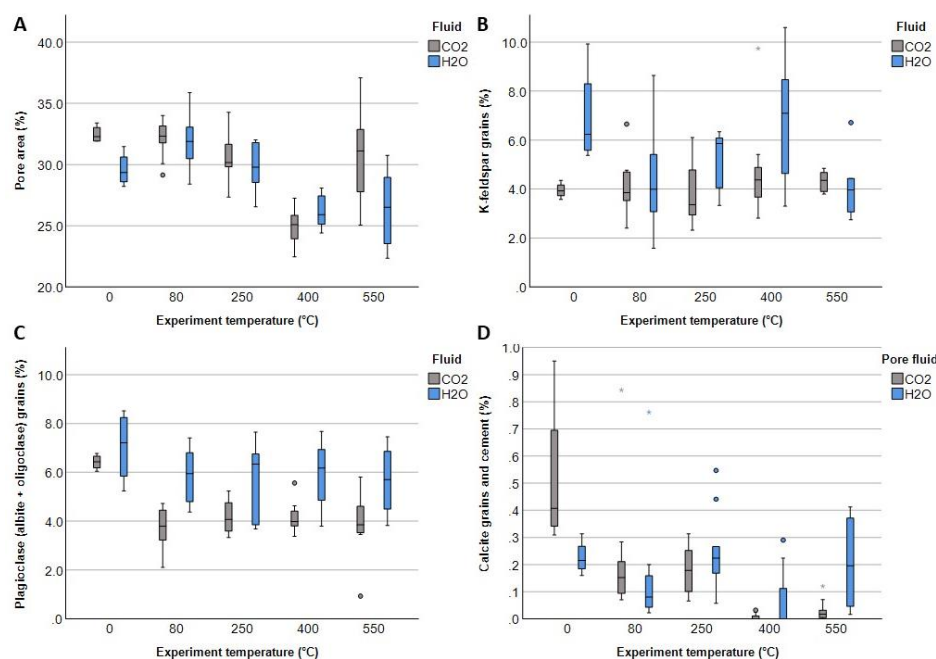 A
Fluid
CO2
H2O
40.0
35.0
30.0
25.0
20.0
Pore area (%)
0 80 250 400 550
Experiment temperature (°C)
B
Fluid
CO2
H2O
10.0
8.0
6.0
4.0
2.0
.0
K-feldspar grains (%)
0 80 250 400 550
Experiment temperature (°C)
C
Fluid
CO2
H2O
10.0
8.0
6.0
4.0
2.0
.0
Plagioclase (albite + oligoclase) grains (%)
0 80 250 400 550
Experiment temperature (°C)
D
Pore fluid
CO2
H2O
1.0
.9
.8
.7
.6
.5
.4
.3
.2
.1
.0
Calcite grains and cement (%)
0 80 250 400 550
Experiment temperature (°C)